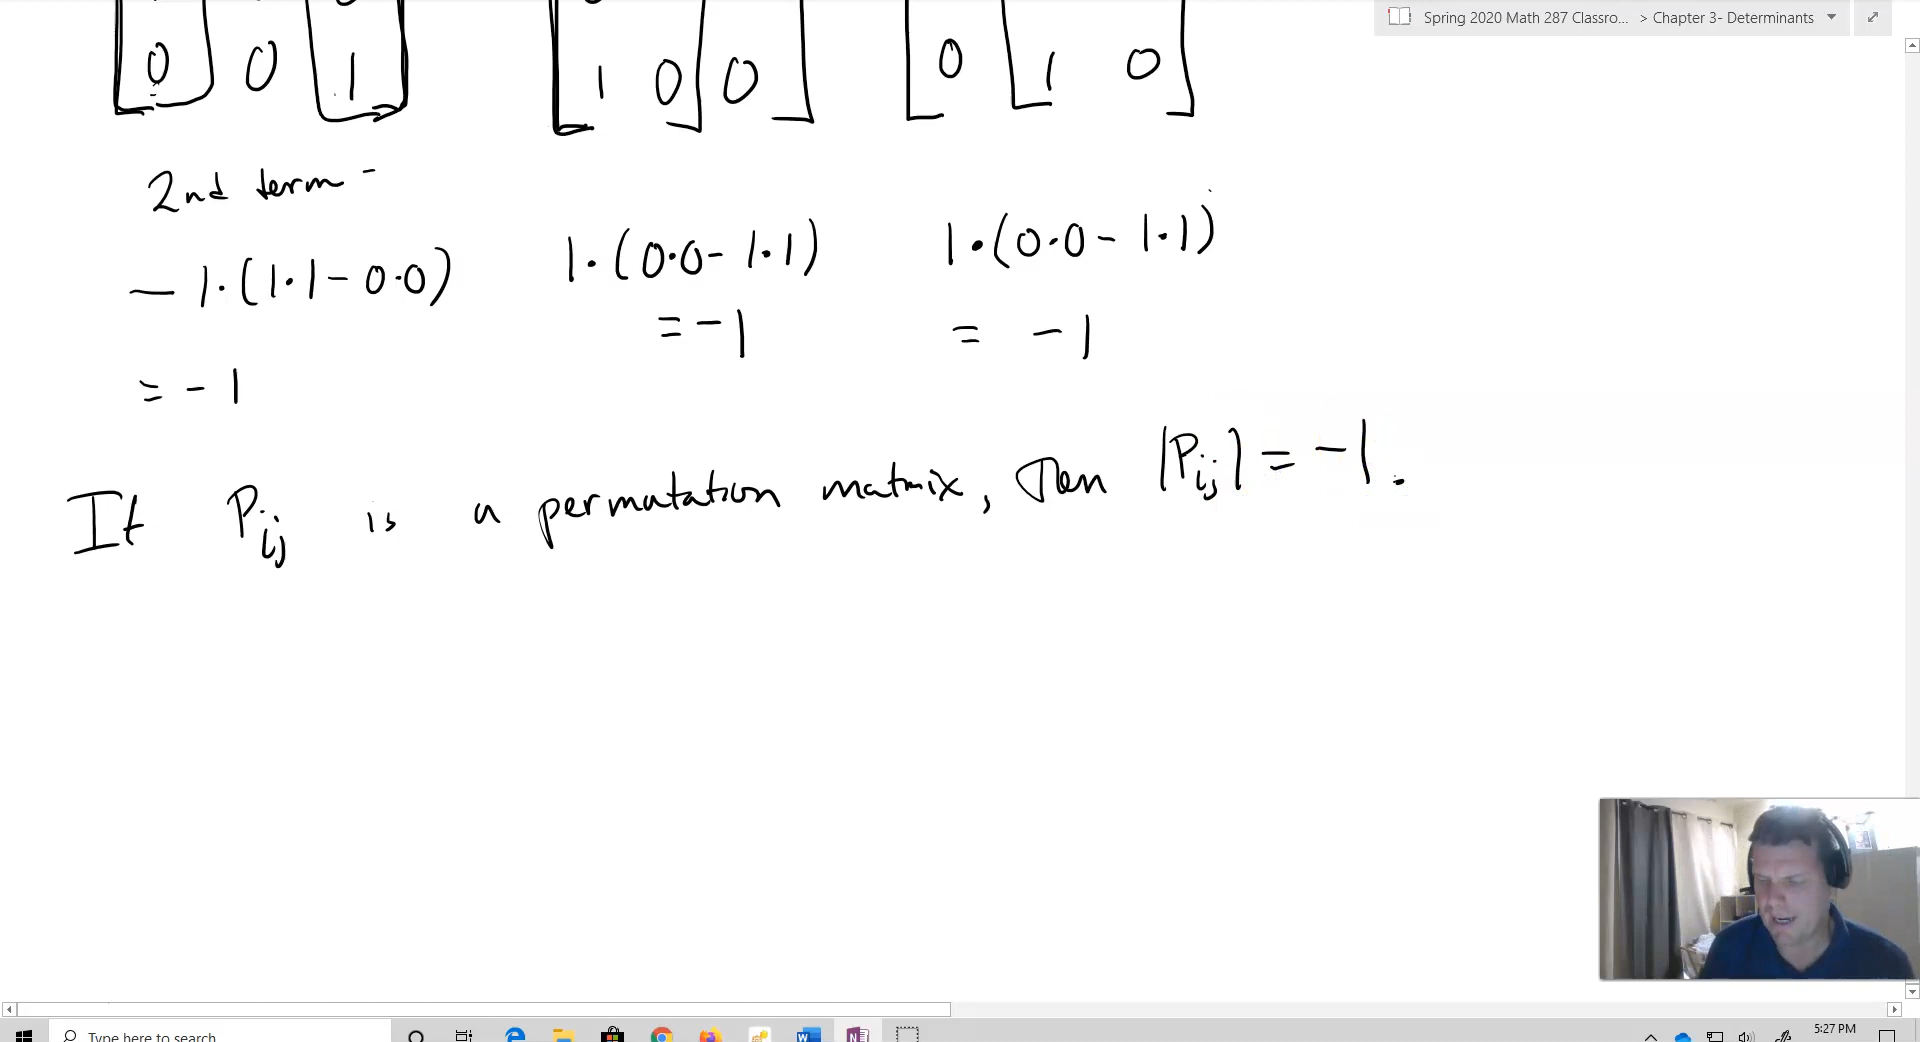 Spring 2020 Math 287 Classro... > Chapter 3- Determinants
0 0 1
1 0 0
0 1 0
2nd term -
- 1·(1·1 - 0·0)
1·(0·0 - 1·1)
1·(0·0 - 1·1)
= -1
= -1
= -1
If Pij is a permutation matrix, Then |Pij| = -1.
Type here to search
5:27 PM